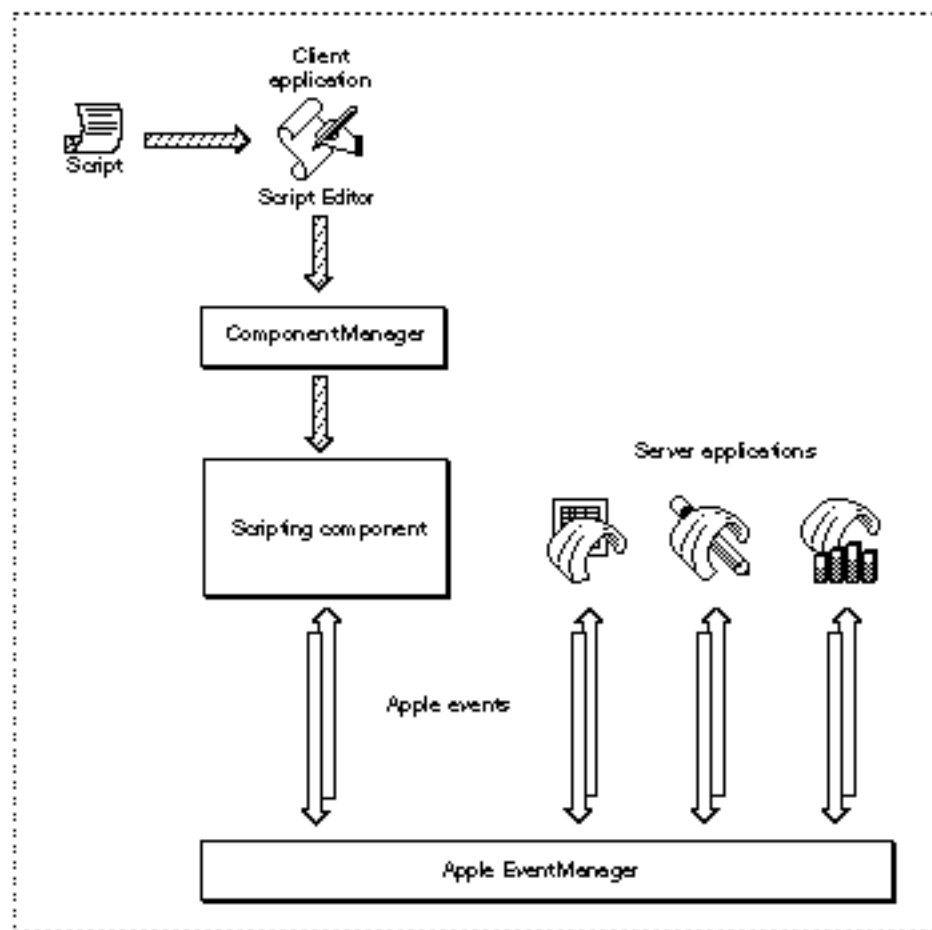 Client
application
Script
Script Editor
ComponentManager
Server applications
Scripting component
Apple events
Apple EventManager